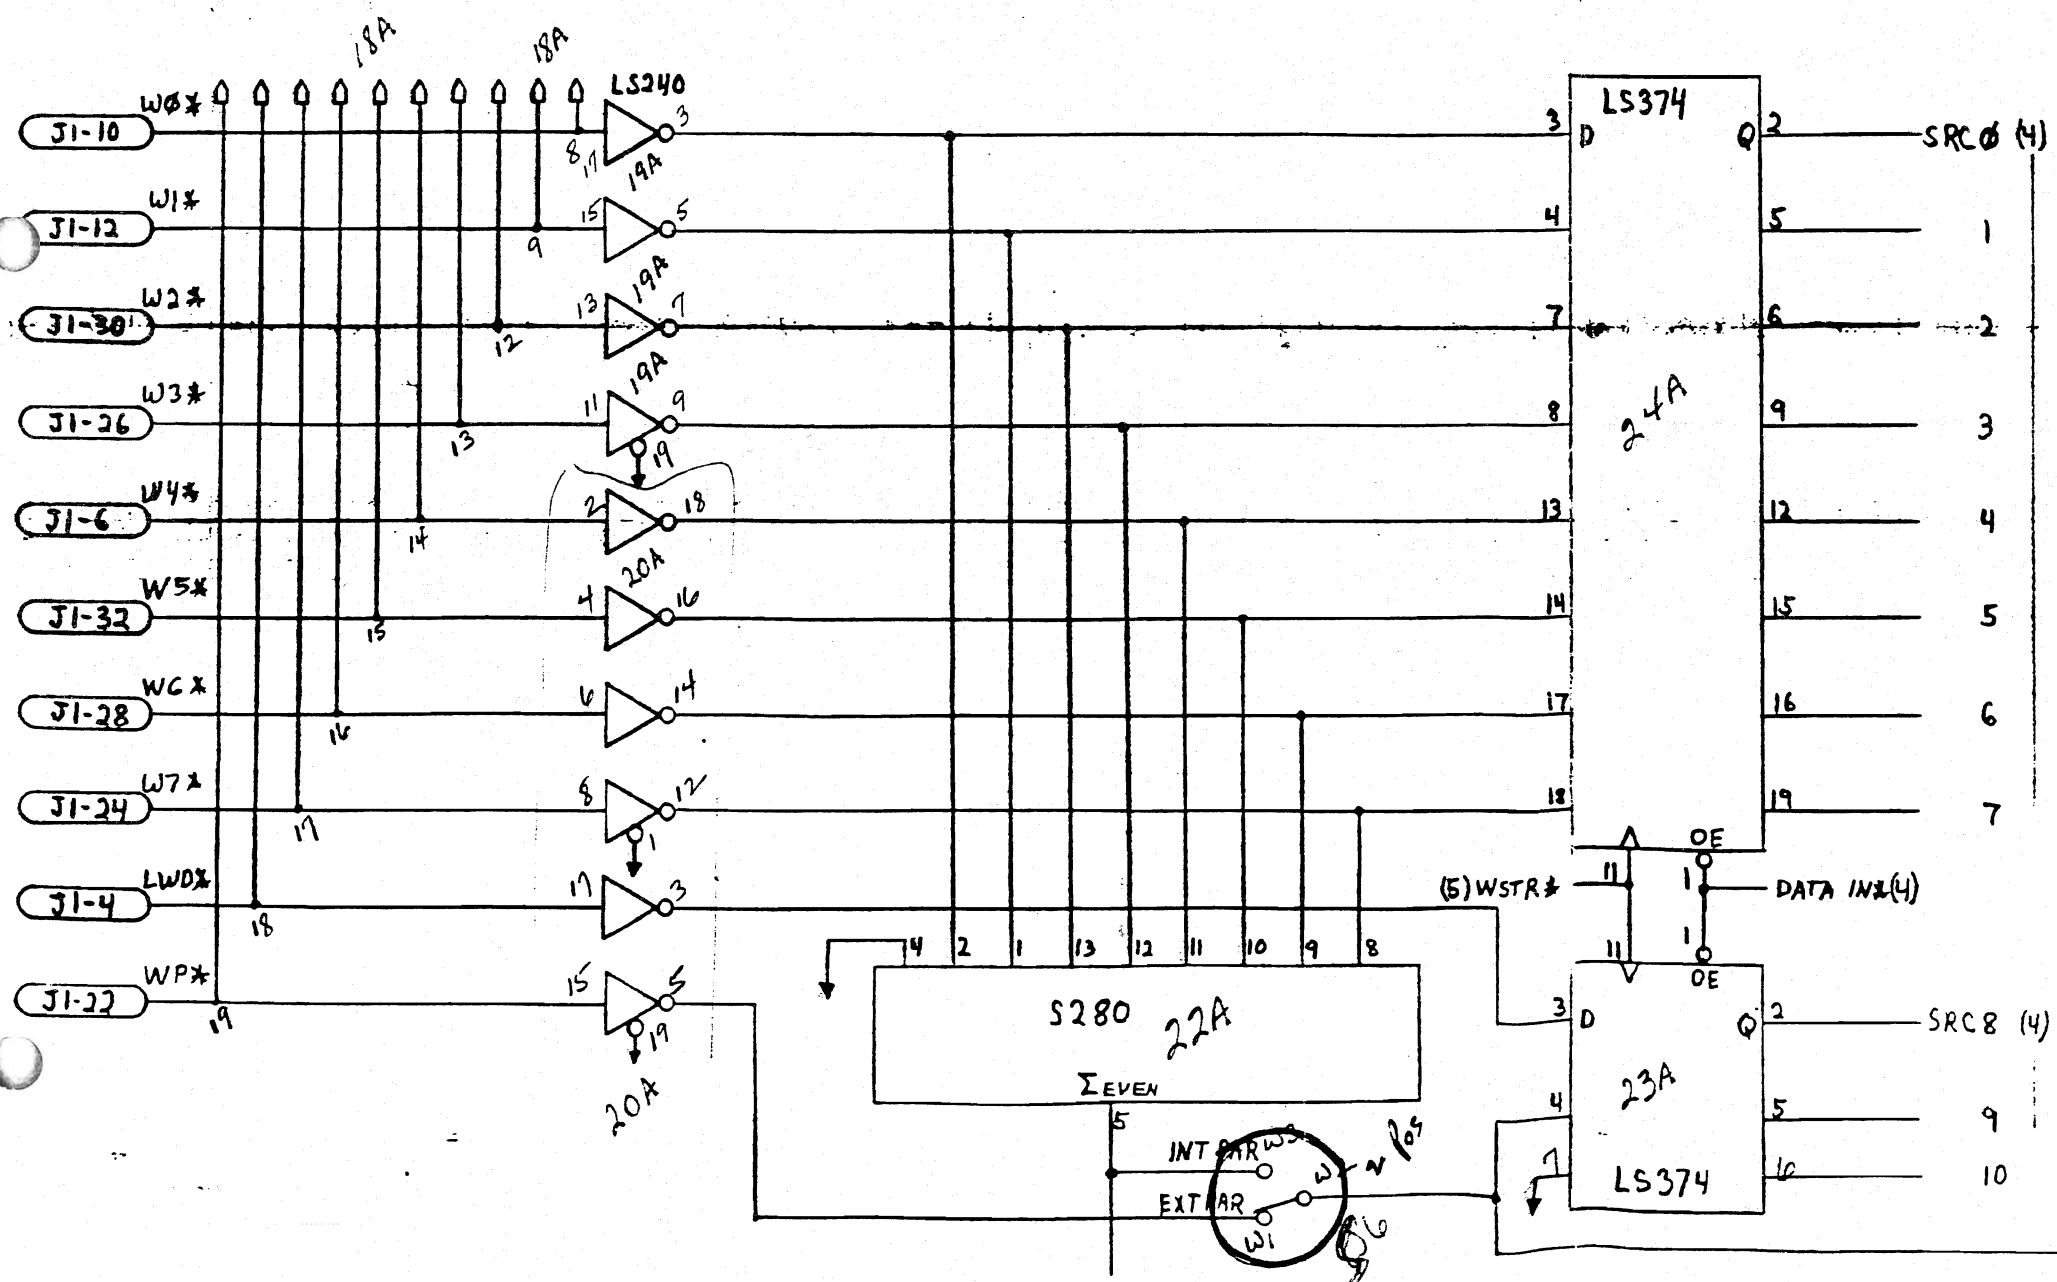 18A 18A
LS240
J1-10 WØ* 8 17 3 19A 3 D LS374 Q 2 SRCØ (4)
J1-12 W1* 9 15 5 19A 4 5 1
J1-30 W2* 12 13 7 19A 7 6 2
J1-26 W3* 13 11 9 19 8 24A 9 3
J1-6 W4* 14 2 18 20A 13 12 4
J1-32 W5* 15 4 16 14 15 5
J1-28 W6* 16 6 14 17 16 6
J1-24 W7* 17 8 12 1 18 19 7
OE
J1-4 LWD* 18 17 3 (5) WSTR* 11 1 DATA IN*(4)
4 2 1 13 12 11 10 9 8 11 1
OE
J1-22 WP* 19 15 5 19 20A
S280 22A 3 D Q 2 SRC8 (4)
Σ EVEN 23A
5 4 5 9
INT PAR W3 W2 Pos
7 LS374 10
EXT PAR W1